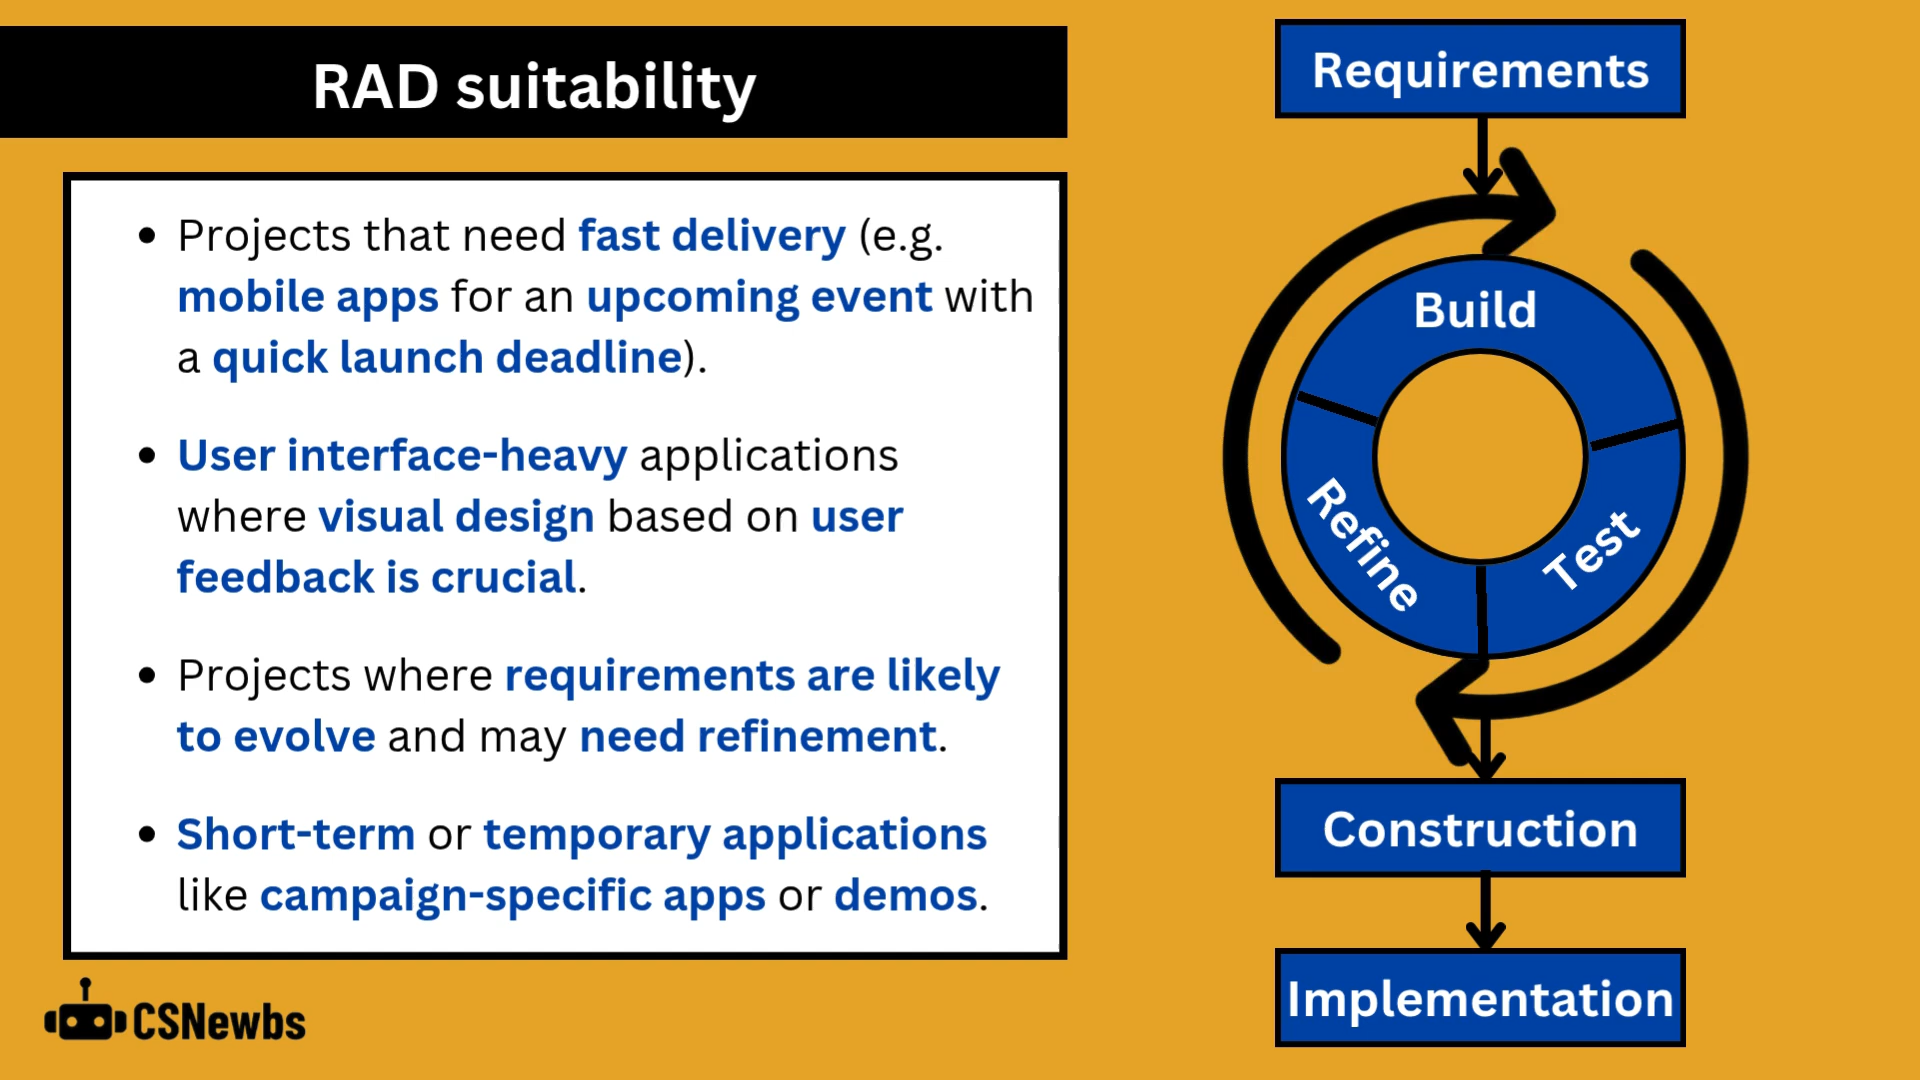 RAD suitability
• Projects that need fast delivery (e.g.
mobile apps for an upcoming event with
a quick launch deadline).
• User interface-heavy applications
where visual design based on user
feedback is crucial.
• Projects where requirements are likely
to evolve and may need refinement.
• Short-term or temporary applications
like campaign-specific apps or demos.
CSNewbs
Requirements
Build
Test
Refine
Construction
Implementation